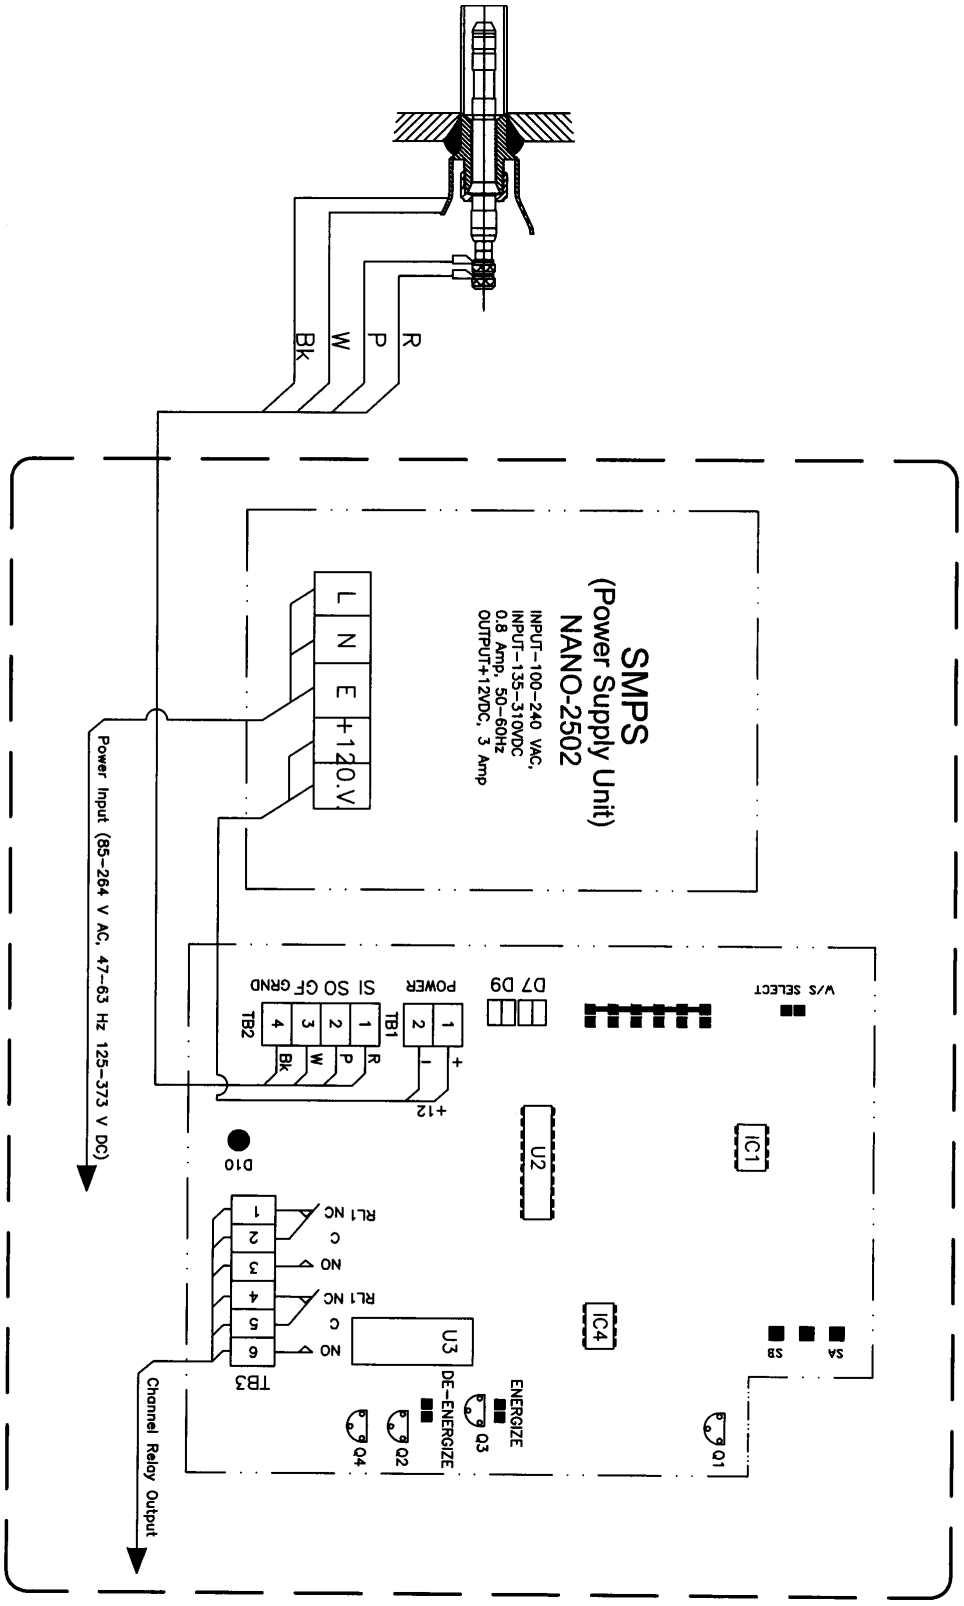 R
P
W
Bk
SMPS
(Power Supply Unit)
NANO-2502
INPUT-100-240 VAC,
INPUT-135-310VDC
0.8 Amp, 50-60Hz
OUTPUT+12VDC, 3 Amp
L N E +120.V.
Power Input (85-264 V AC, 47-63 Hz 125-373 V DC)
W/S SELECT
D7 D9
POWER
1 2
TB1
+ -
+12
SI SO GF GRND
1 2 3 4
TB2
R P W Bk
IC1
U2
D10
IC4
U3
SA
SB
RL1 NC
C
NO
RL1 NC
C
NO
1
2
3
4
5
6
TB3
ENERGIZE
DE-ENERGIZE
Q1
Q3
Q2
Q4
Channel Relay Output